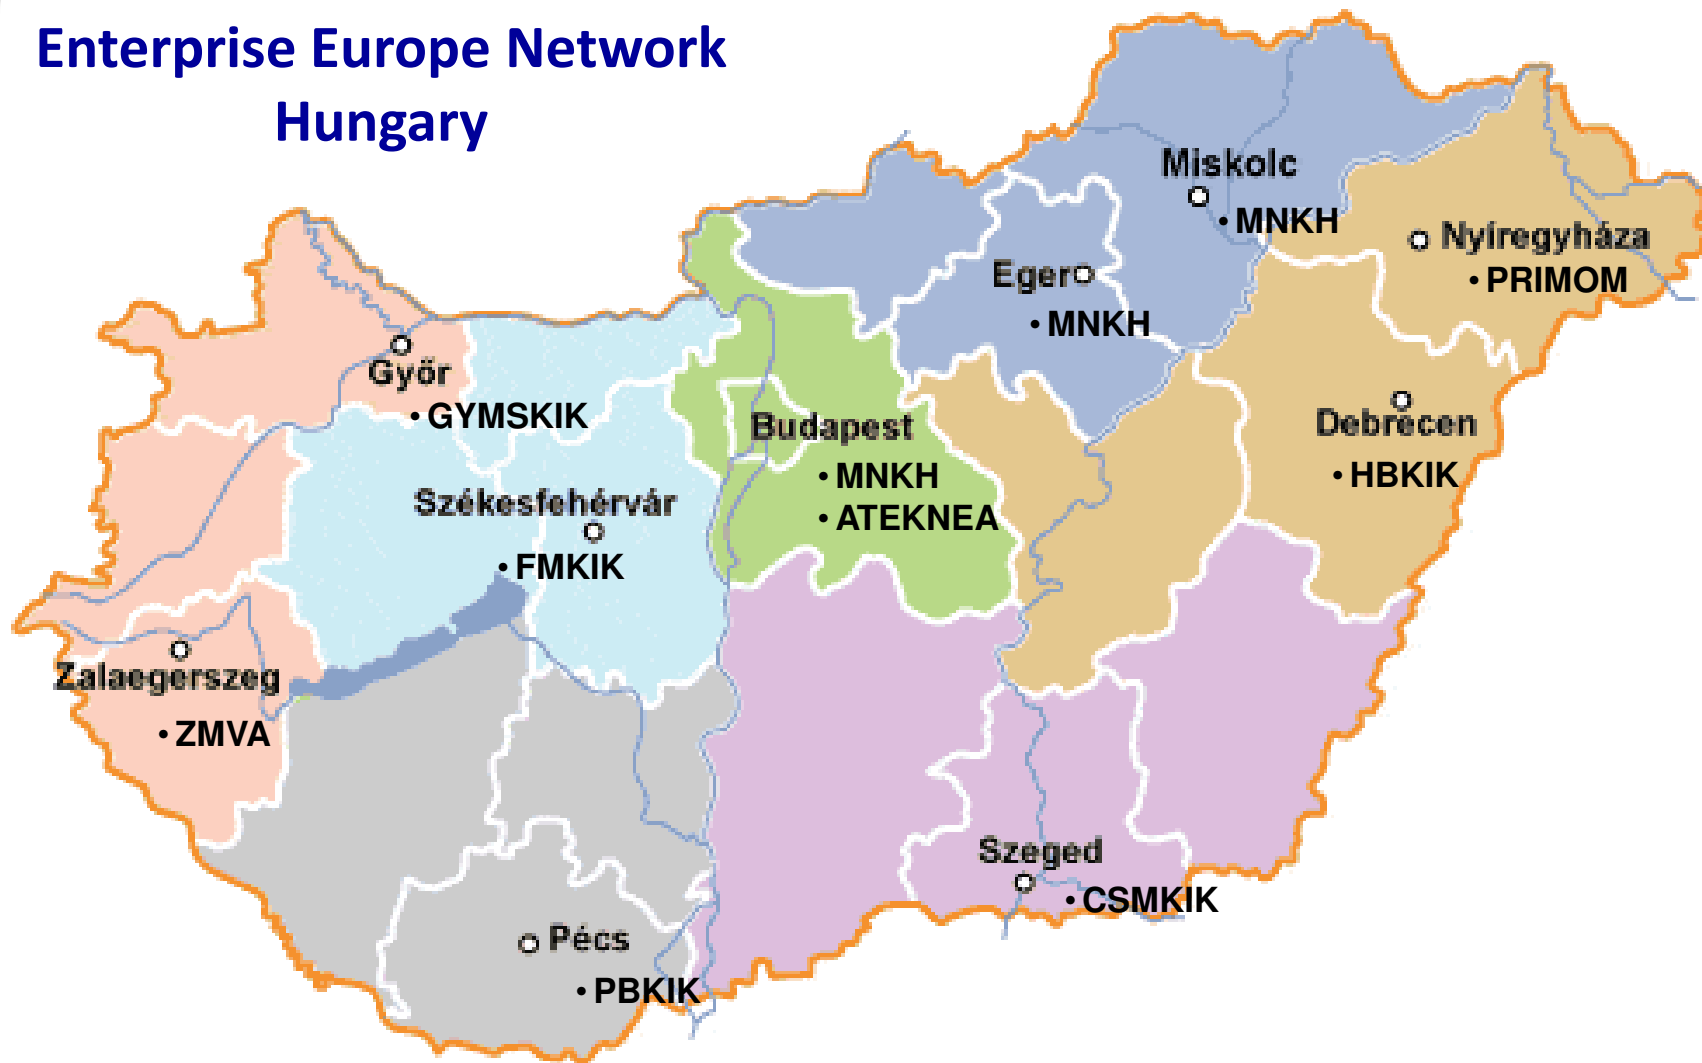 Enterprise Europe Network
Hungary
Miskolc
• MNKH
Nyíregyháza
• PRIMOM
Eger
• MNKH
Győr
• GYMSKIK
Debrecen
• HBKIK
Budapest
• MNKH
• ATEKNEA
Székesfehérvár
• FMKIK
Zalaegerszeg
• ZMVA
Szeged
• CSMKIK
Pécs
• PBKIK